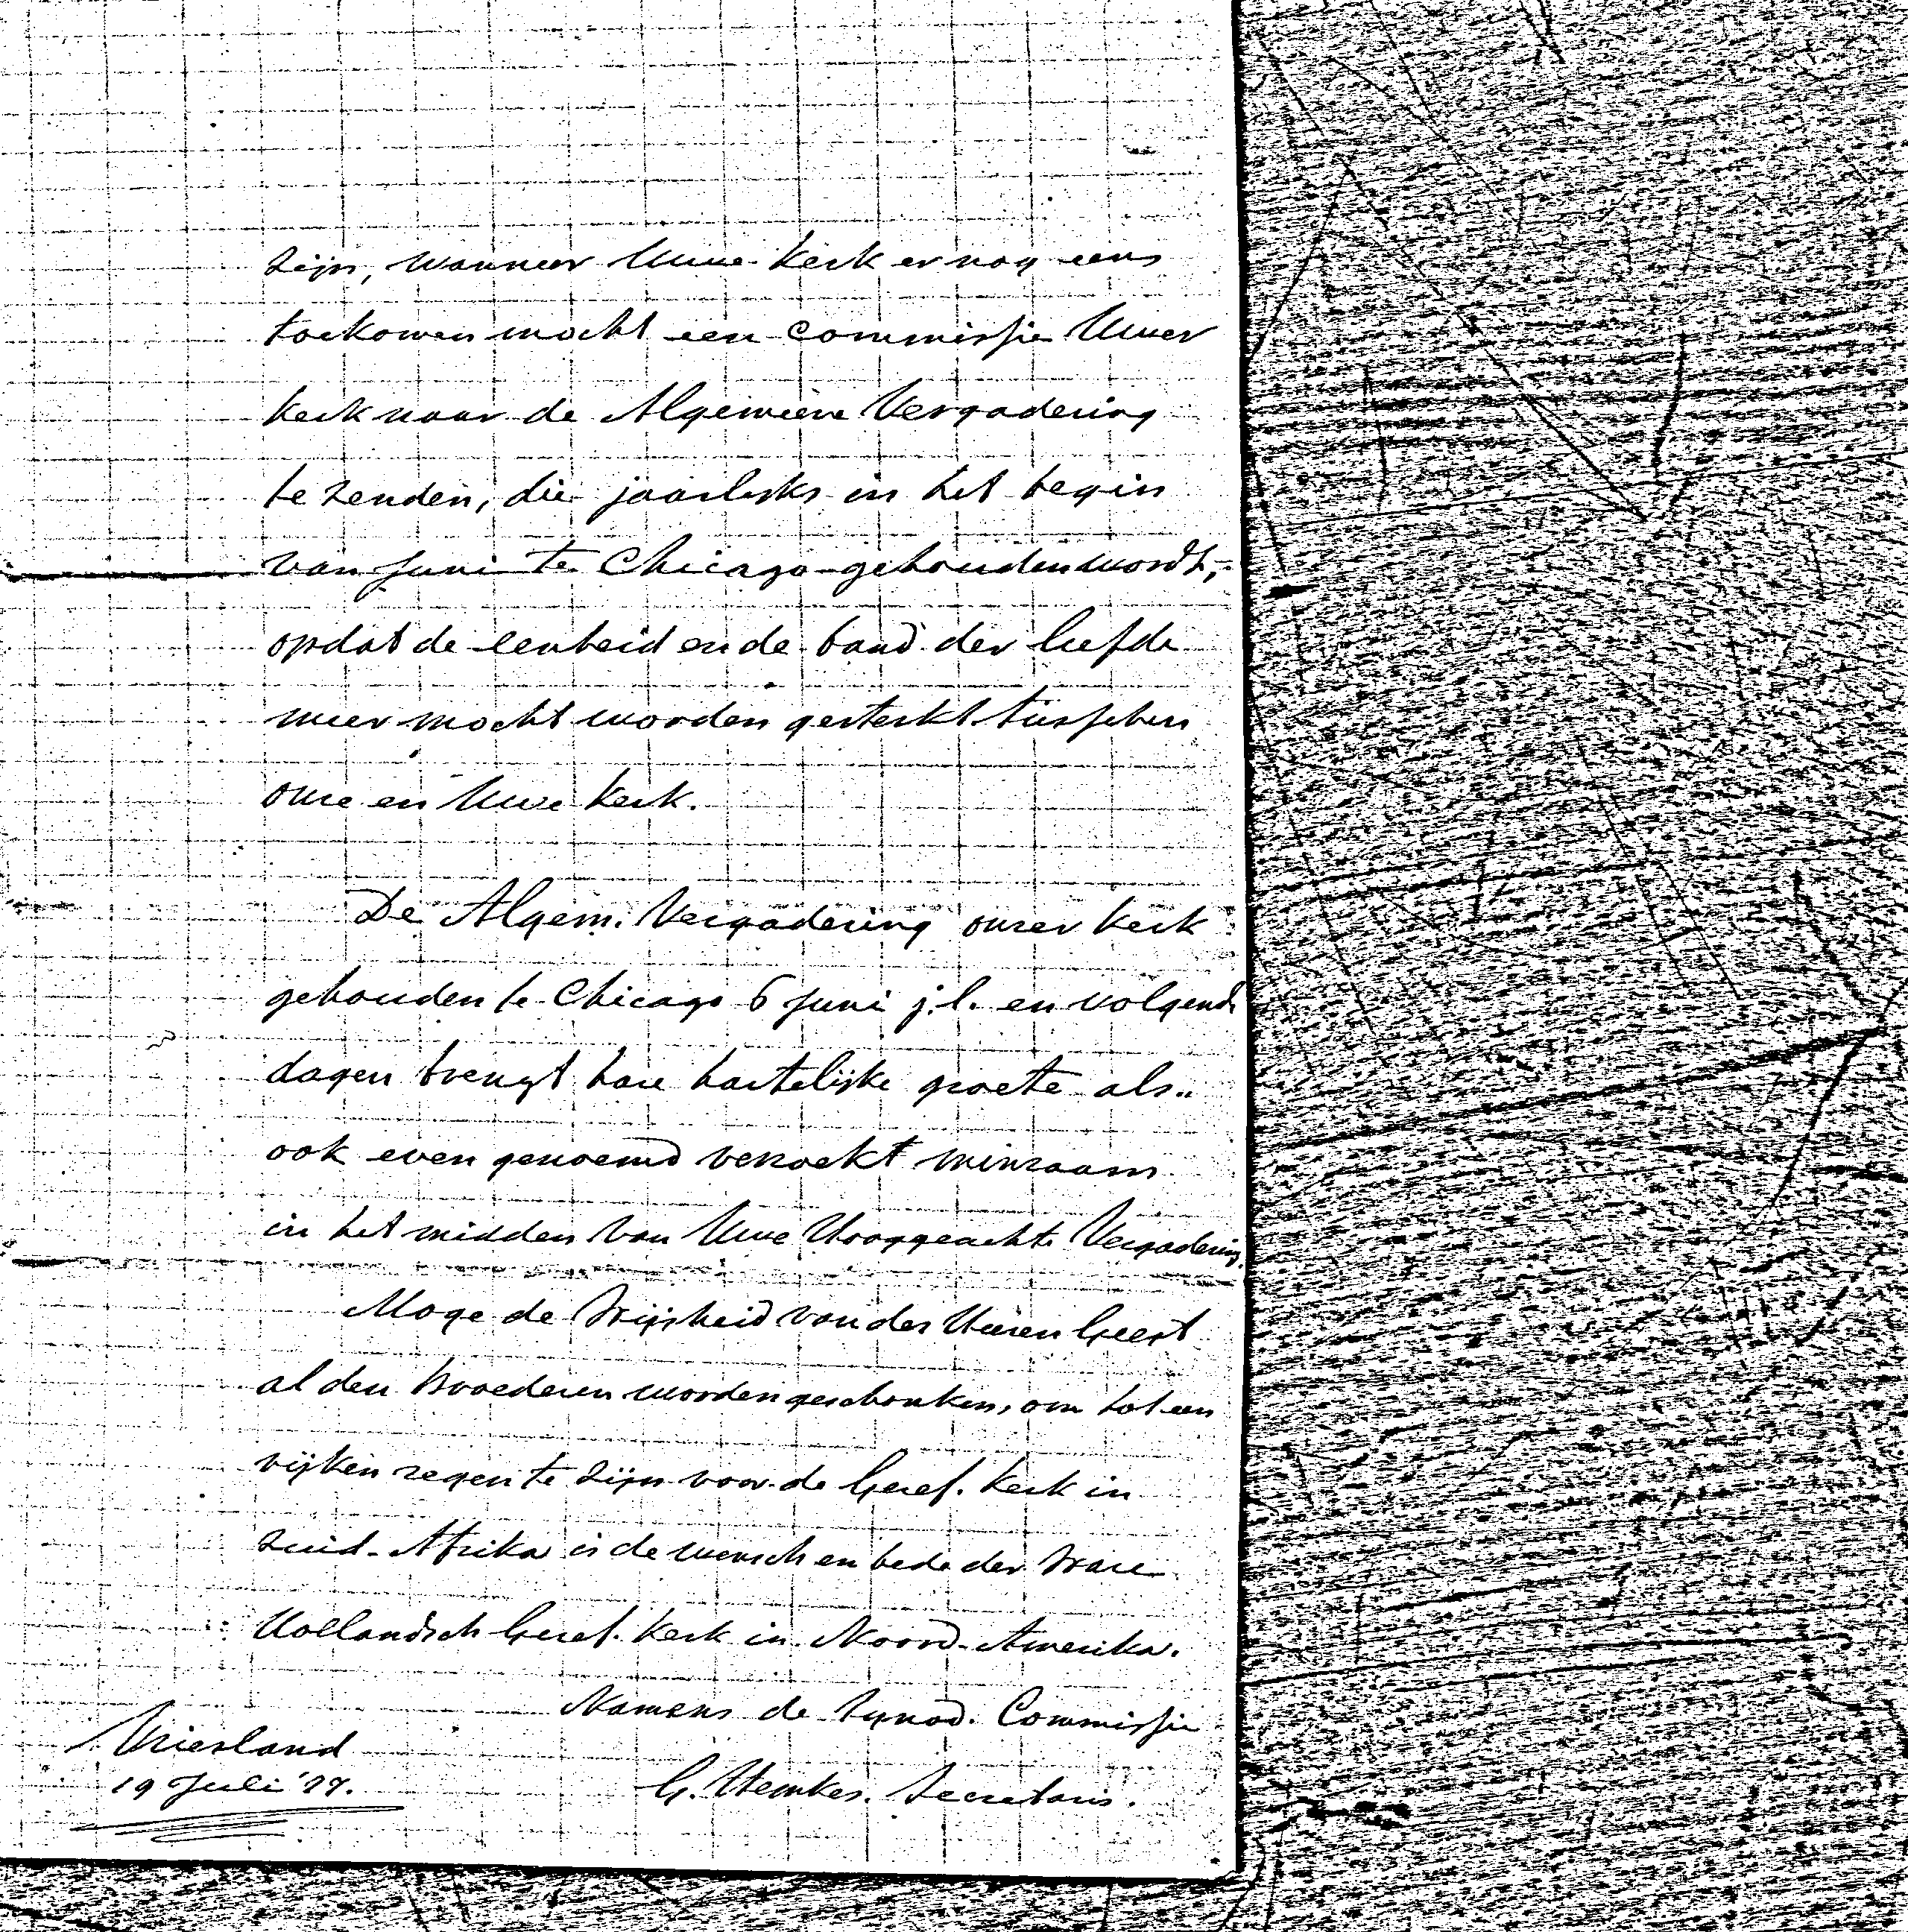 zijn, wanneer Uwe Kerk er nog eens
toekomen mocht een commissie Uwer
Kerk naar de Algemeene Vergadering
te zenden, die jaarlijks in het begin
van Juni te Chicago gehouden wordt,
opdat de eenheid en de band der liefde
meer mocht worden gesterkt tusschen
onze en Uwe Kerk.
De Algem. Vergadering onzer Kerk
gehouden te Chicago 6 Juni j.l. en volgende
dagen brengt hare hartelijke groete als
ook even genoemd verzoekt minzaam
in het midden van Uwe Hooggeachte Vergadering.
Moge de Wijsheid van des Heeren Geest
al den broederen worden geschonken, om tot een
rijken zegen te zijn voor de Geref. Kerk in
Zuid-Afrika is de wensch en bede der Ware
Hollandsch Geref. Kerk in Noord-Amerika.
Namens de Synod. Commissie
Vriesland
19 Juli '77.
G. Hemkes. Secretaris.